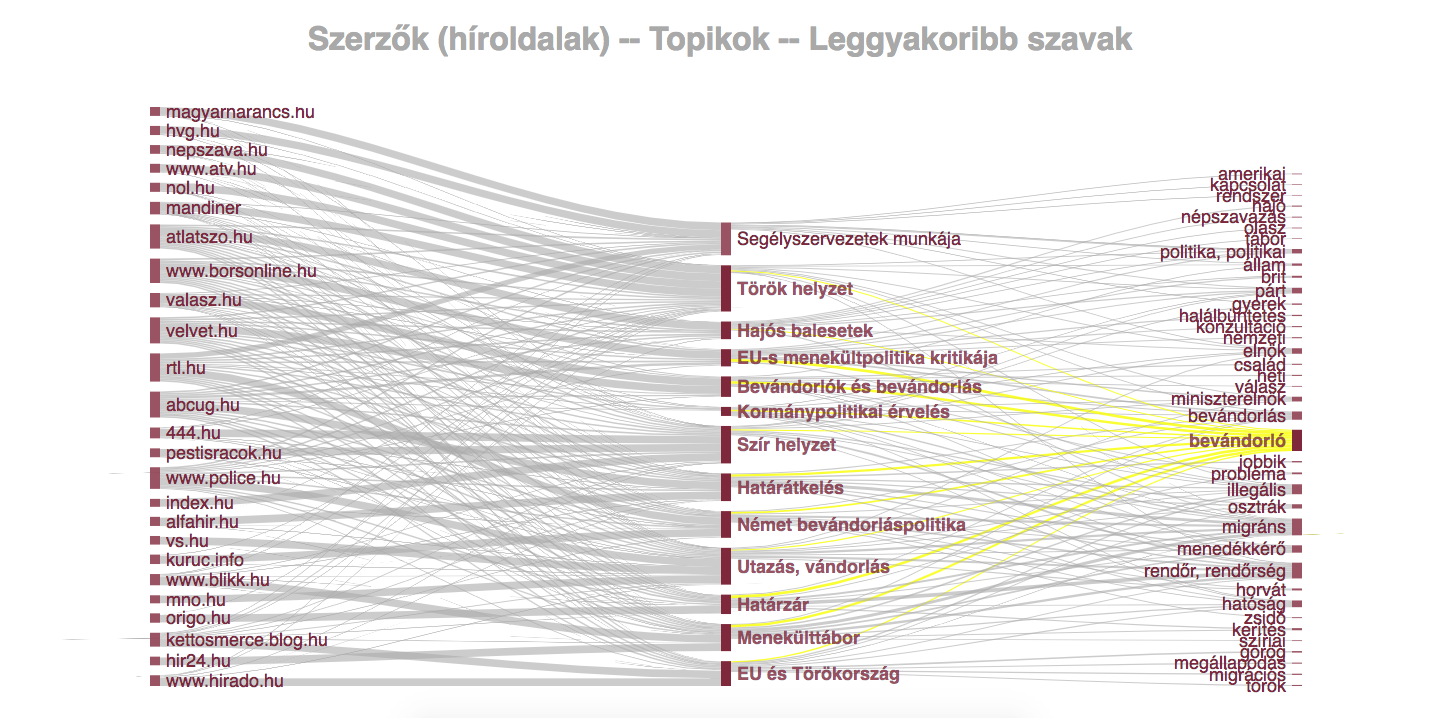 Szerzők (híroldalak) -- Topikok -- Leggyakoribb szavak
magyarnarancs.hu
hvg.hu
nepszava.hu
www.atv.hu
nol.hu
mandiner
atlatszo.hu
www.borsonline.hu
valasz.hu
velvet.hu
rtl.hu
abcug.hu
444.hu
pestisracok.hu
www.police.hu
index.hu
alfahir.hu
vs.hu
kuruc.info
www.blikk.hu
mno.hu
origo.hu
kettosmerce.blog.hu
hir24.hu
www.hirado.hu
Segélyszervezetek munkája
Török helyzet
Hajós balesetek
EU-s menekültpolitika kritikája
Bevándorlók és bevándorlás
Kormánypolitikai érvelés
Szír helyzet
Határátkelés
Német bevándorláspolitika
Utazás, vándorlás
Határzár
Menekülttábor
EU és Törökország
amerikai
kapcsolat
rendszer
háló
népszavazás
olasz
tábor
politika, politikai
állam
brit
párt
gyerek
halálbüntetés
konzultáció
nemzeti
elnök
család
heti
válasz
miniszterelnök
bevándorlás
bevándorló
jobbik
probléma
illegális
osztrák
migráns
menedékkérő
rendőr, rendőrség
horvát
hatóság
zsidó
kerítés
szíriai
görög
megállapodás
migrációs
török